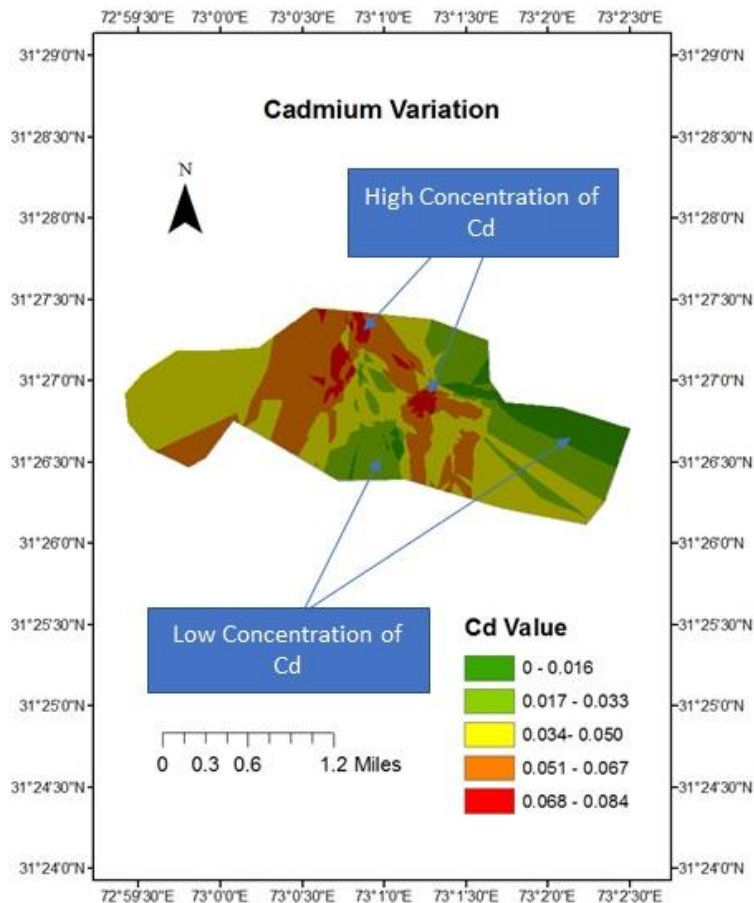 72°59'30"E 73°0'0"E 73°0'30"E 73°1'0"E 73°1'30"E 73°2'0"E 73°2'30"E
31°29'0"N 31°29'0"N
Cadmium Variation
31°28'30"N 31°28'30"N
N
High Concentration of
Cd
31°28'0"N 31°28'0"N
31°27'30"N 31°27'30"N
31°27'0"N 31°27'0"N
31°26'30"N 31°26'30"N
31°26'0"N 31°26'0"N
Low Concentration of
Cd
31°25'30"N 31°25'30"N
Cd Value
0 - 0.016
0.017 - 0.033
31°25'0"N 31°25'0"N
0.034- 0.050
0.051 - 0.067
0.068 - 0.084
0 0.3 0.6 1.2 Miles
31°24'30"N 31°24'30"N
31°24'0"N 31°24'0"N
72°59'30"E 73°0'0"E 73°0'30"E 73°1'0"E 73°1'30"E 73°2'0"E 73°2'30"E